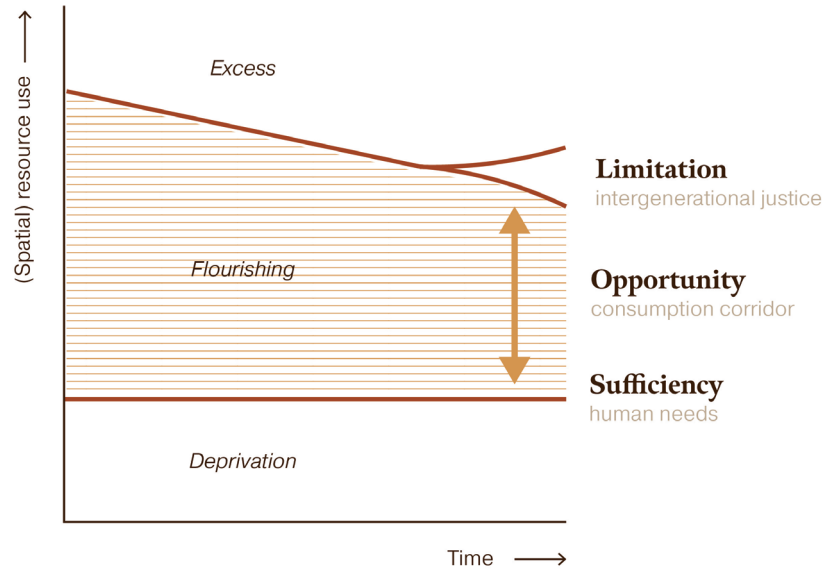 (Spatial) resource use
Excess
Limitation
intergenerational justice
Flourishing
Opportunity
consumption corridor
Sufficiency
human needs
Deprivation
Time